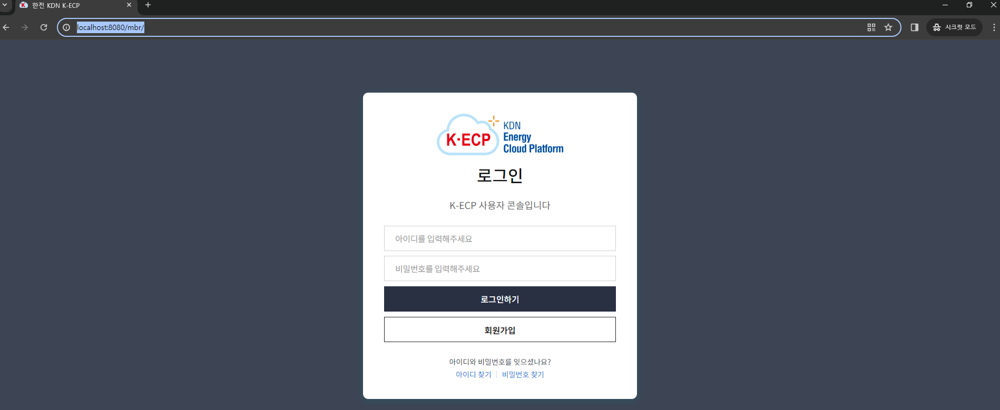 한전 KDN K-ECP
localhost:8080/mbr/
시크릿 모드
K·ECP
KDN
Energy
Cloud Platform
로그인
K-ECP 사용자 콘솔입니다
아이디를 입력해주세요
비밀번호를 입력해주세요
로그인하기
회원가입
아이디와 비밀번호를 잊으셨나요?
아이디 찾기
비밀번호 찾기